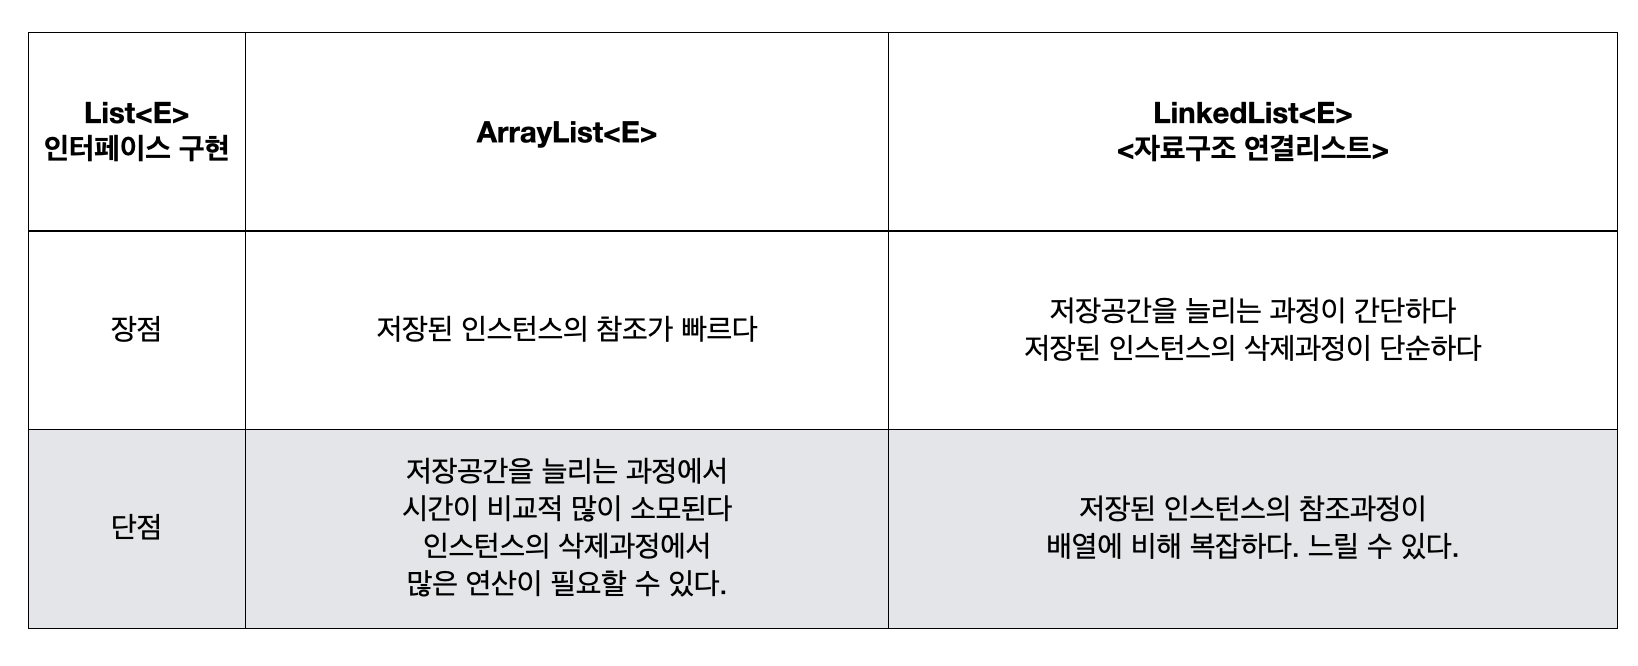 List<E>
인터페이스 구현
ArrayList<E>
LinkedList<E>
<자료구조 연결리스트>
장점
저장된 인스턴스의 참조가 빠르다
저장공간을 늘리는 과정이 간단하다
저장된 인스턴스의 삭제과정이 단순하다
단점
저장공간을 늘리는 과정에서
시간이 비교적 많이 소모된다
인스턴스의 삭제과정에서
많은 연산이 필요할 수 있다.
저장된 인스턴스의 참조과정이
배열에 비해 복잡하다. 느릴 수 있다.